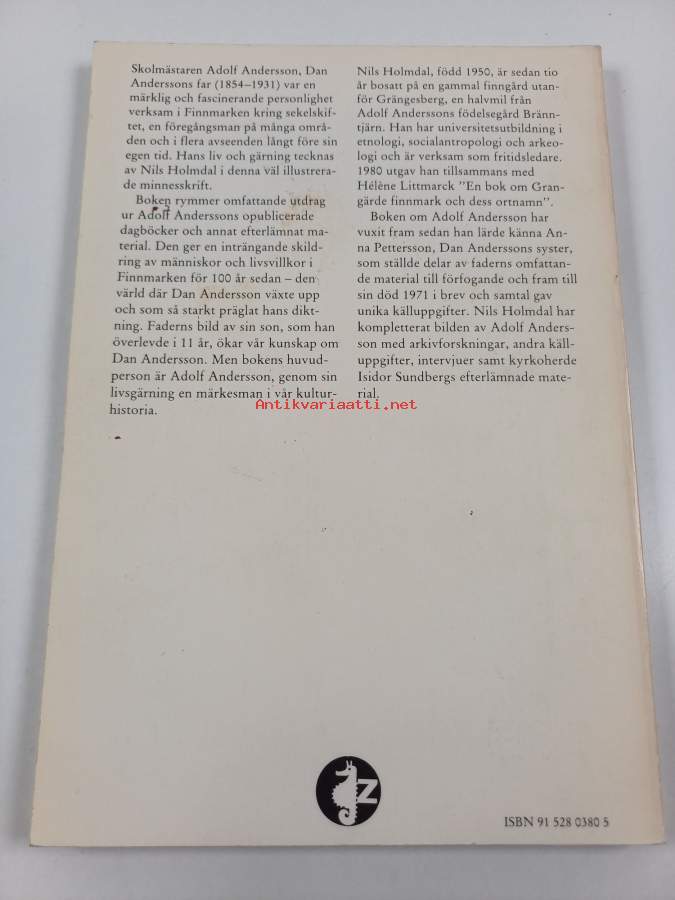 Skolmästaren Adolf Andersson, Dan
Anderssons far (1854–1931) var en
märklig och fascinerande personlighet
verksam i Finnmarken kring sekelskif-
tet, en föregångsman på många områ-
den och i flera avseenden långt före sin
egen tid. Hans liv och gärning tecknas
av Nils Holmdal i denna väl illustrera-
de minnesskrift.
Boken rymmer omfattande utdrag
ur Adolf Anderssons opublicerade
dagböcker och annat efterlämnat ma-
terial. Den ger en inträngande skild-
ring av människor och livsvillkor i
Finnmarken för 100 år sedan – den
värld där Dan Andersson växte upp
och som så starkt präglat hans dikt-
ning. Faderns bild av sin son, som han
överlevde i 11 år, ökar vår kunskap om
Dan Andersson. Men bokens huvud-
person är Adolf Andersson, genom sin
livsgärning en märkesman i vår kultur-
historia.
Nils Holmdal, född 1950, är sedan tio
år bosatt på en gammal finngård utan-
för Grängesberg, en halvmil från
Adolf Anderssons födelsegård Bränn-
tjärn. Han har universitetsutbildning i
etnologi, socialantropologi och arkeo-
logi och är verksam som fritidsledare.
1980 utgav han tillsammans med
Hélène Littmarck ”En bok om Gran-
gärde finnmark och dess ortnamn”.
Boken om Adolf Andersson har
vuxit fram sedan han lärde känna An-
na Pettersson, Dan Anderssons syster,
som ställde delar av faderns omfattan-
de material till förfogande och fram till
sin död 1971 i brev och samtal gav
unika källuppgifter. Nils Holmdal har
kompletterat bilden av Adolf Anders-
son med arkivforskningar, andra käll-
uppgifter, intervjuer samt kyrkoherde
Isidor Sundbergs efterlämnade mate-
rial.
Antikvariaatti.net
Z
ISBN 91 528 0380 5